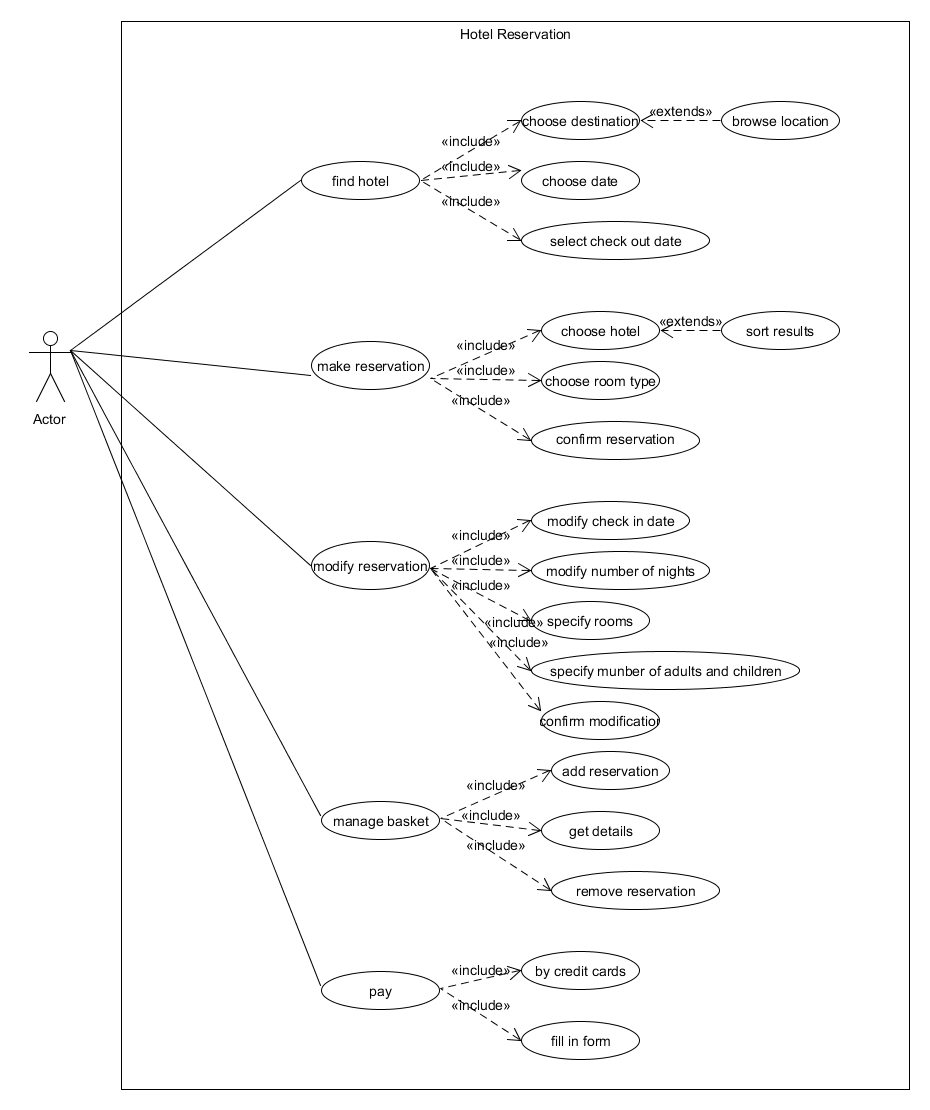 Hotel Reservation
choose destination
«extends»
browse location
«include»
find hotel
«include»
choose date
«include»
select check out date
Actor
make reservation
«include»
choose hotel
«extends»
sort results
«include»
choose room type
«include»
confirm reservation
modify reservation
«include»
modify check in date
«include»
modify number of nights
«include»
specify rooms
«include»
specify munber of adults and children
«include»
confirm modification
manage basket
«include»
add reservation
«include»
get details
«include»
remove reservation
pay
«include»
by credit cards
«include»
fill in form